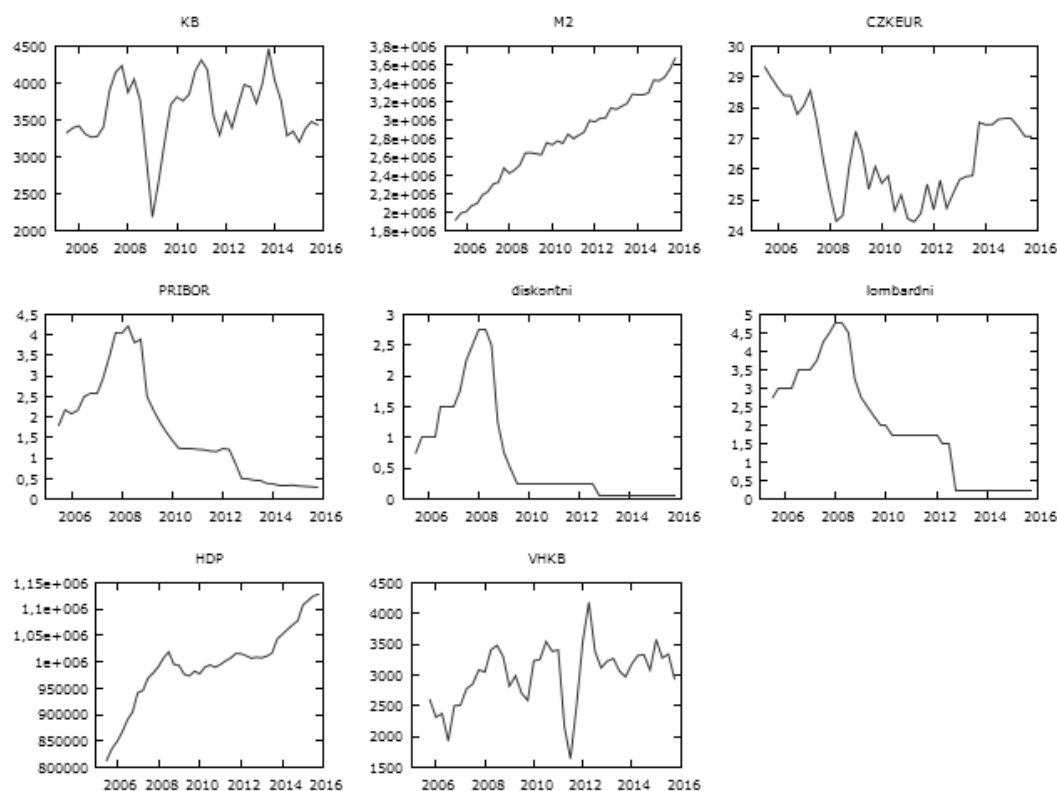 KB
4500
4000
3500
3000
2500
2000
2006 2008 2010 2012 2014 2016
M2
3,8e+006
3,6e+006
3,4e+006
3,2e+006
3e+006
2,8e+006
2,6e+006
2,4e+006
2,2e+006
2e+006
1,8e+006
2006 2008 2010 2012 2014 2016
CZKEUR
30
29
28
27
26
25
24
2006 2008 2010 2012 2014 2016
PRIBOR
4,5
4
3,5
3
2,5
2
1,5
1
0,5
0
2006 2008 2010 2012 2014 2016
diskontni
3
2,5
2
1,5
1
0,5
0
2006 2008 2010 2012 2014 2016
lombardni
5
4,5
4
3,5
3
2,5
2
1,5
1
0,5
0
2006 2008 2010 2012 2014 2016
HDP
1,15e+006
1,1e+006
1,05e+006
1e+006
950000
900000
850000
800000
2006 2008 2010 2012 2014 2016
VHKB
4500
4000
3500
3000
2500
2000
1500
2006 2008 2010 2012 2014 2016